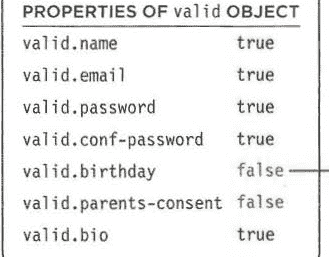 PROPERTIES OF valid OBJECT
valid.name true
valid.email true
valid.password true
valid.conf-password true
valid.birthday false
valid.parents-consent false
valid.bio true